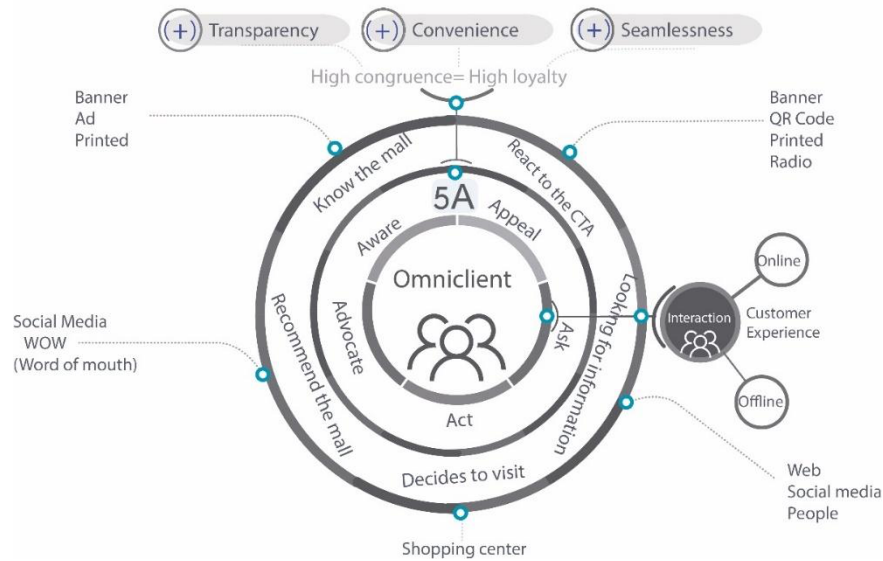 (+) Transparency
(+) Convenience
(+) Seamlessness
High congruence= High loyalty
Banner
Ad
Printed
Banner
QR Code
Printed
Radio
Know the mall
React to the CTA
5A
Aware
Appeal
Omniclient
Online
Interaction
Customer
Experience
Offline
Looking for information
Ask
Advocate
Recommend the mall
Social Media
WOW
(Word of mouth)
Act
Decides to visit
Web
Social media
People
Shopping center